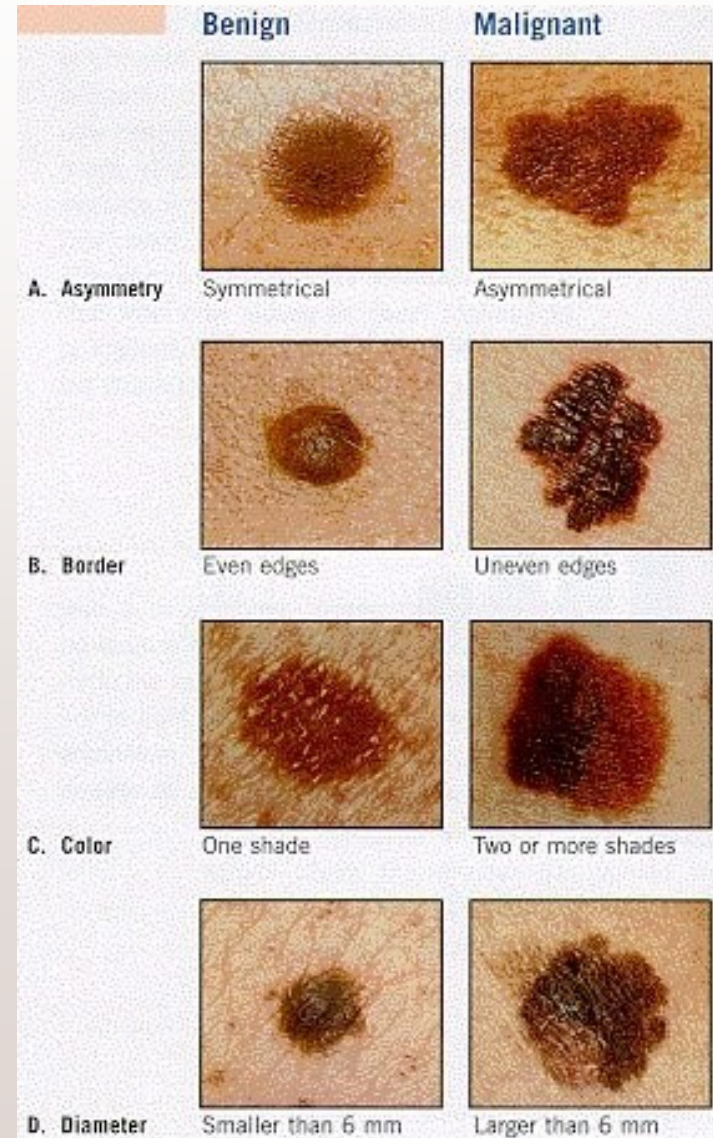 Benign Malignant
A. Asymmetry Symmetrical Asymmetrical
B. Border Even edges Uneven edges
C. Color One shade Two or more shades
D. Diameter Smaller than 6 mm Larger than 6 mm